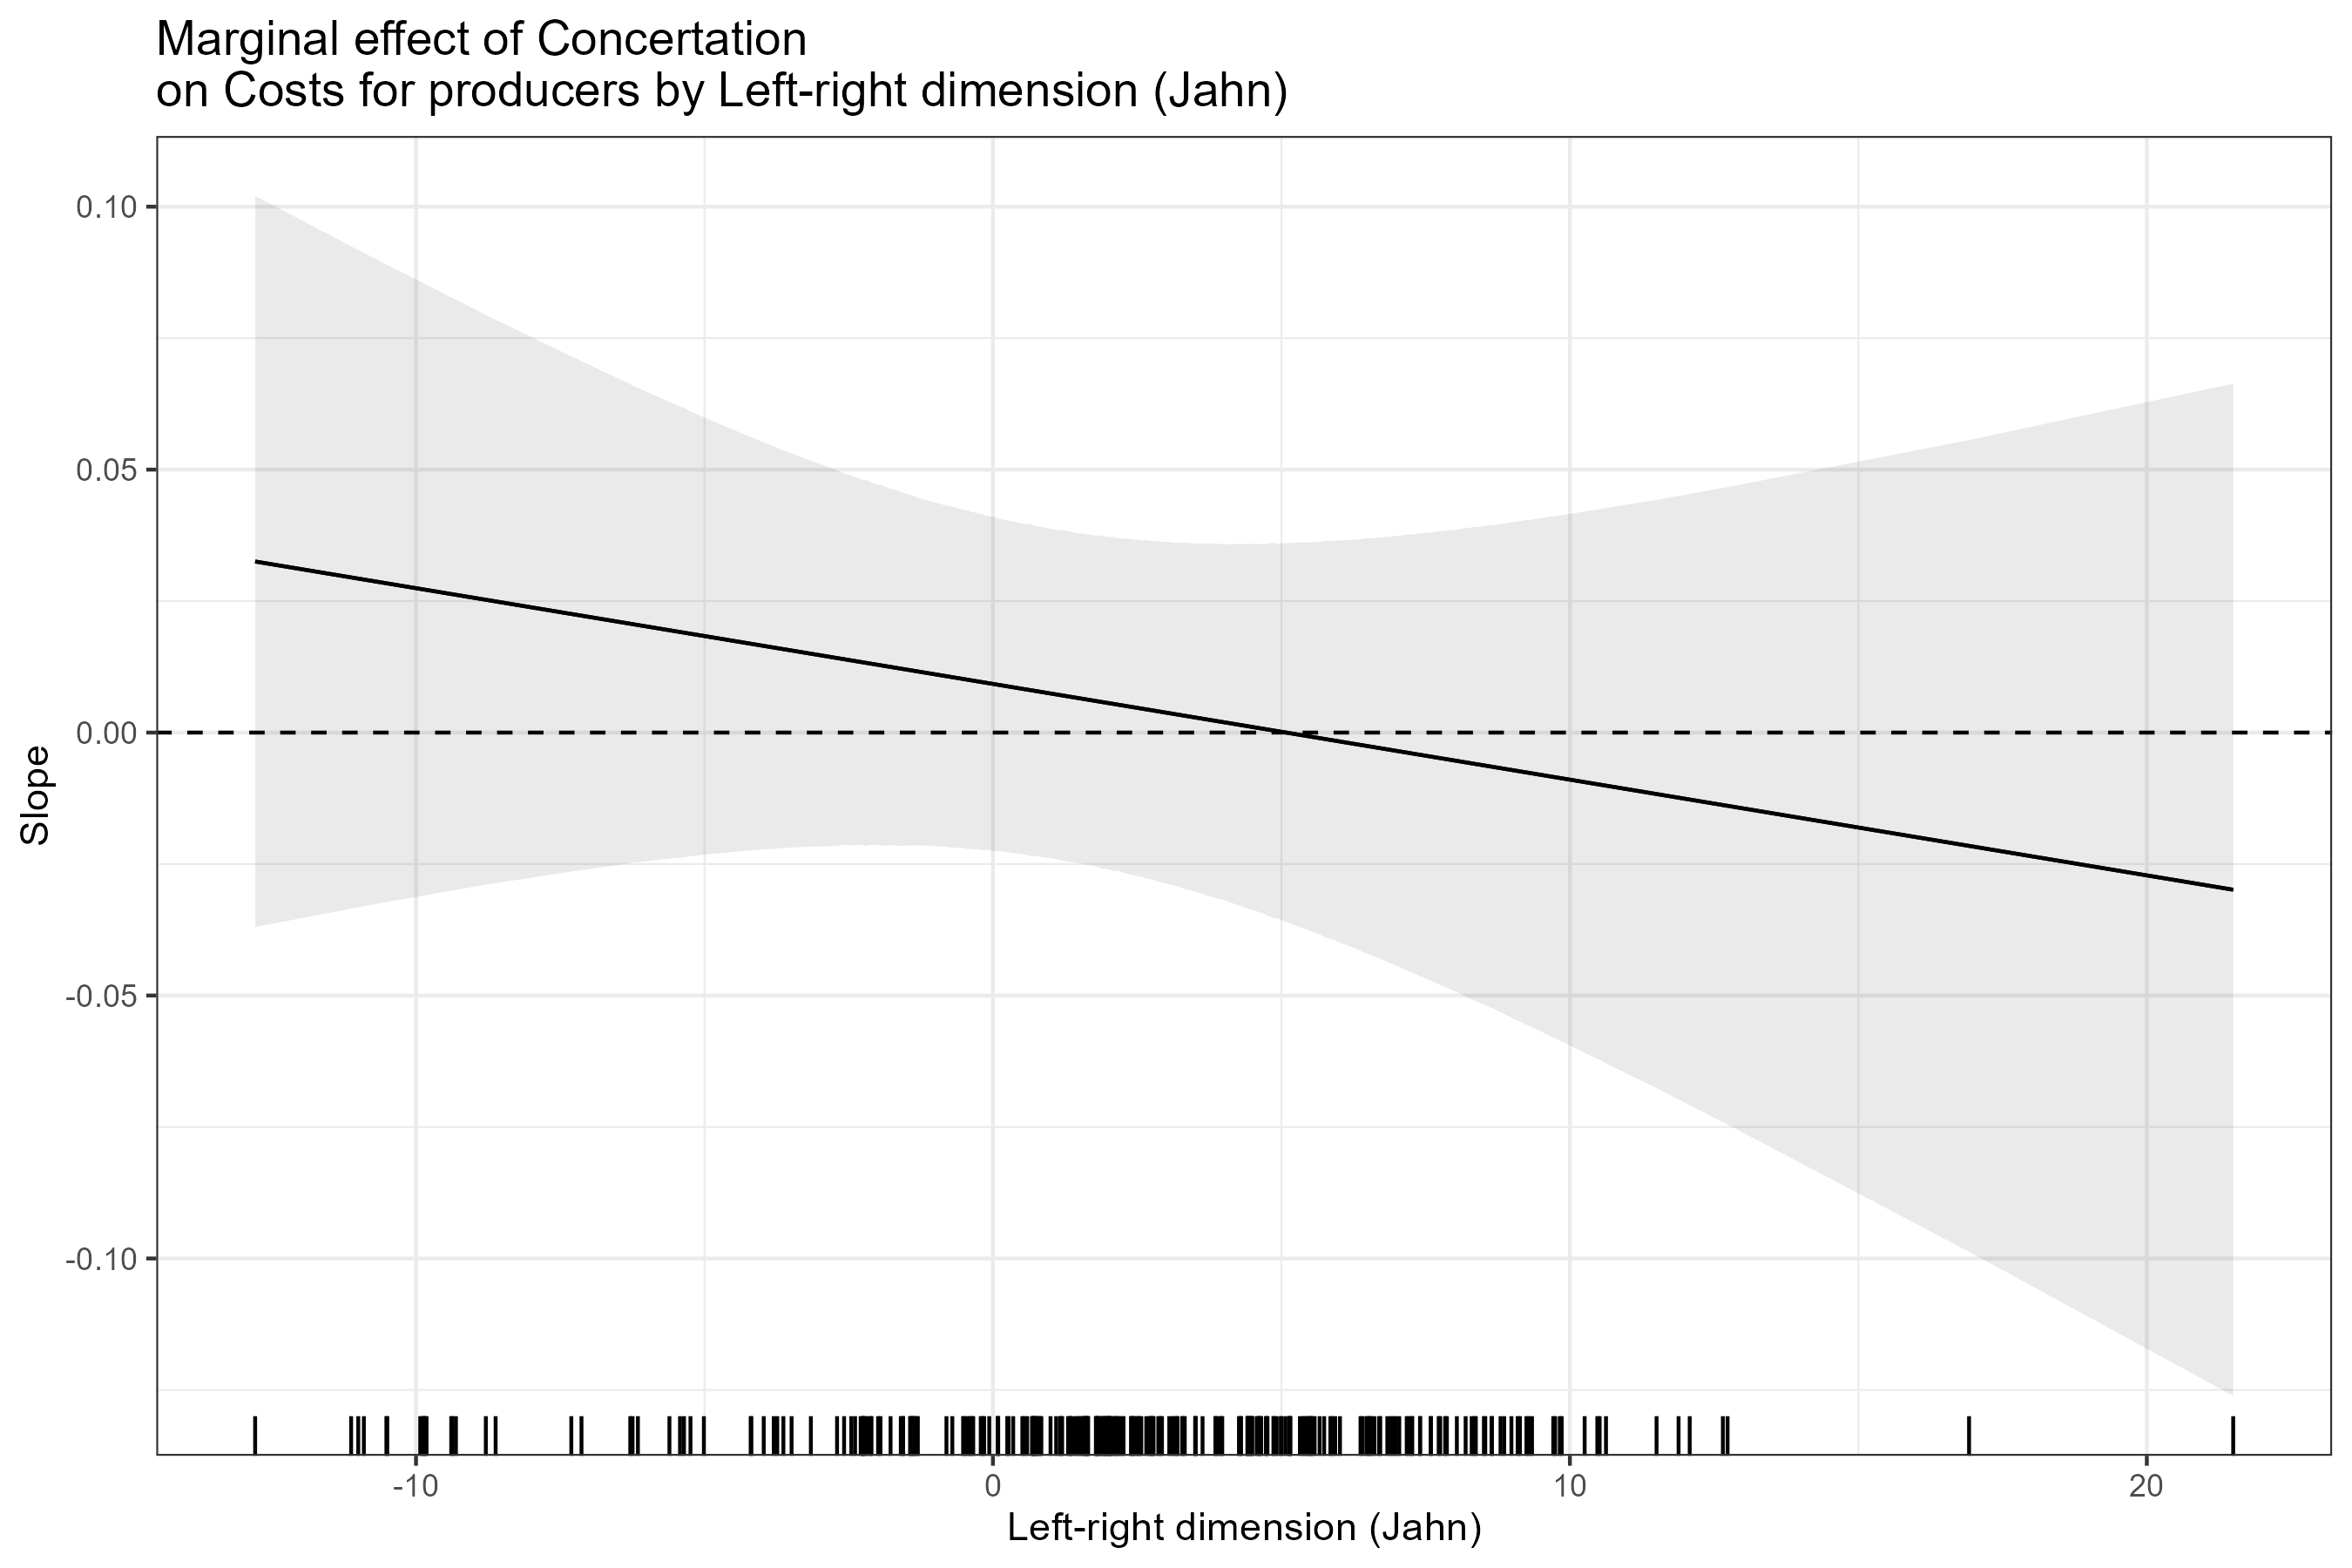 Marginal effect of Concertation
on Costs for producers by Left-right dimension (Jahn)
0.10
0.05
0.00
-0.05
-0.10
Slope
-10
0
10
20
Left-right dimension (Jahn)